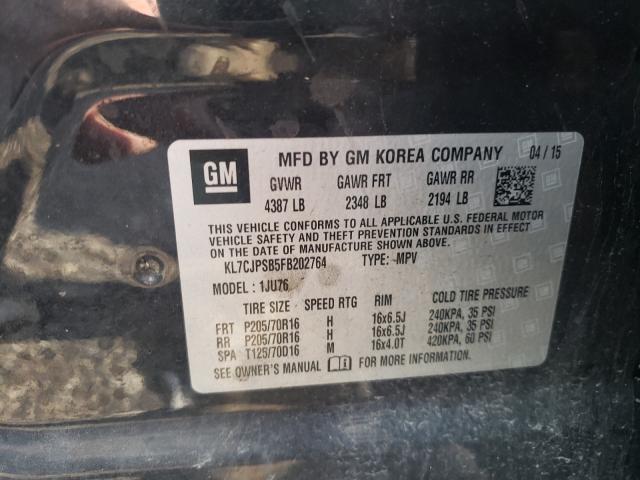 GM MFD BY GM KOREA COMPANY 04 / 15
GVWR GAWR FRT GAWR RR
4387 LB 2348 LB 2194 LB
THIS VEHICLE CONFORMS TO ALL APPLICABLE U.S. FEDERAL MOTOR
VEHICLE SAFETY AND THEFT PREVENTION STANDARDS IN EFFECT
ON THE DATE OF MANUFACTURE SHOWN ABOVE.
KL7CJPSB5FB202764 TYPE: MPV
MODEL : 1JU76
TIRE SIZE SPEED RTG RIM COLD TIRE PRESSURE
FRT P205/70R16 H 16x6.5J 240KPA, 35 PSI
RR P205/70R16 H 16x6.5J 240KPA, 35 PSI
SPA T125/70D16 M 16x4.0T 420KPA, 60 PSI
SEE OWNER'S MANUAL FOR MORE INFORMATION.